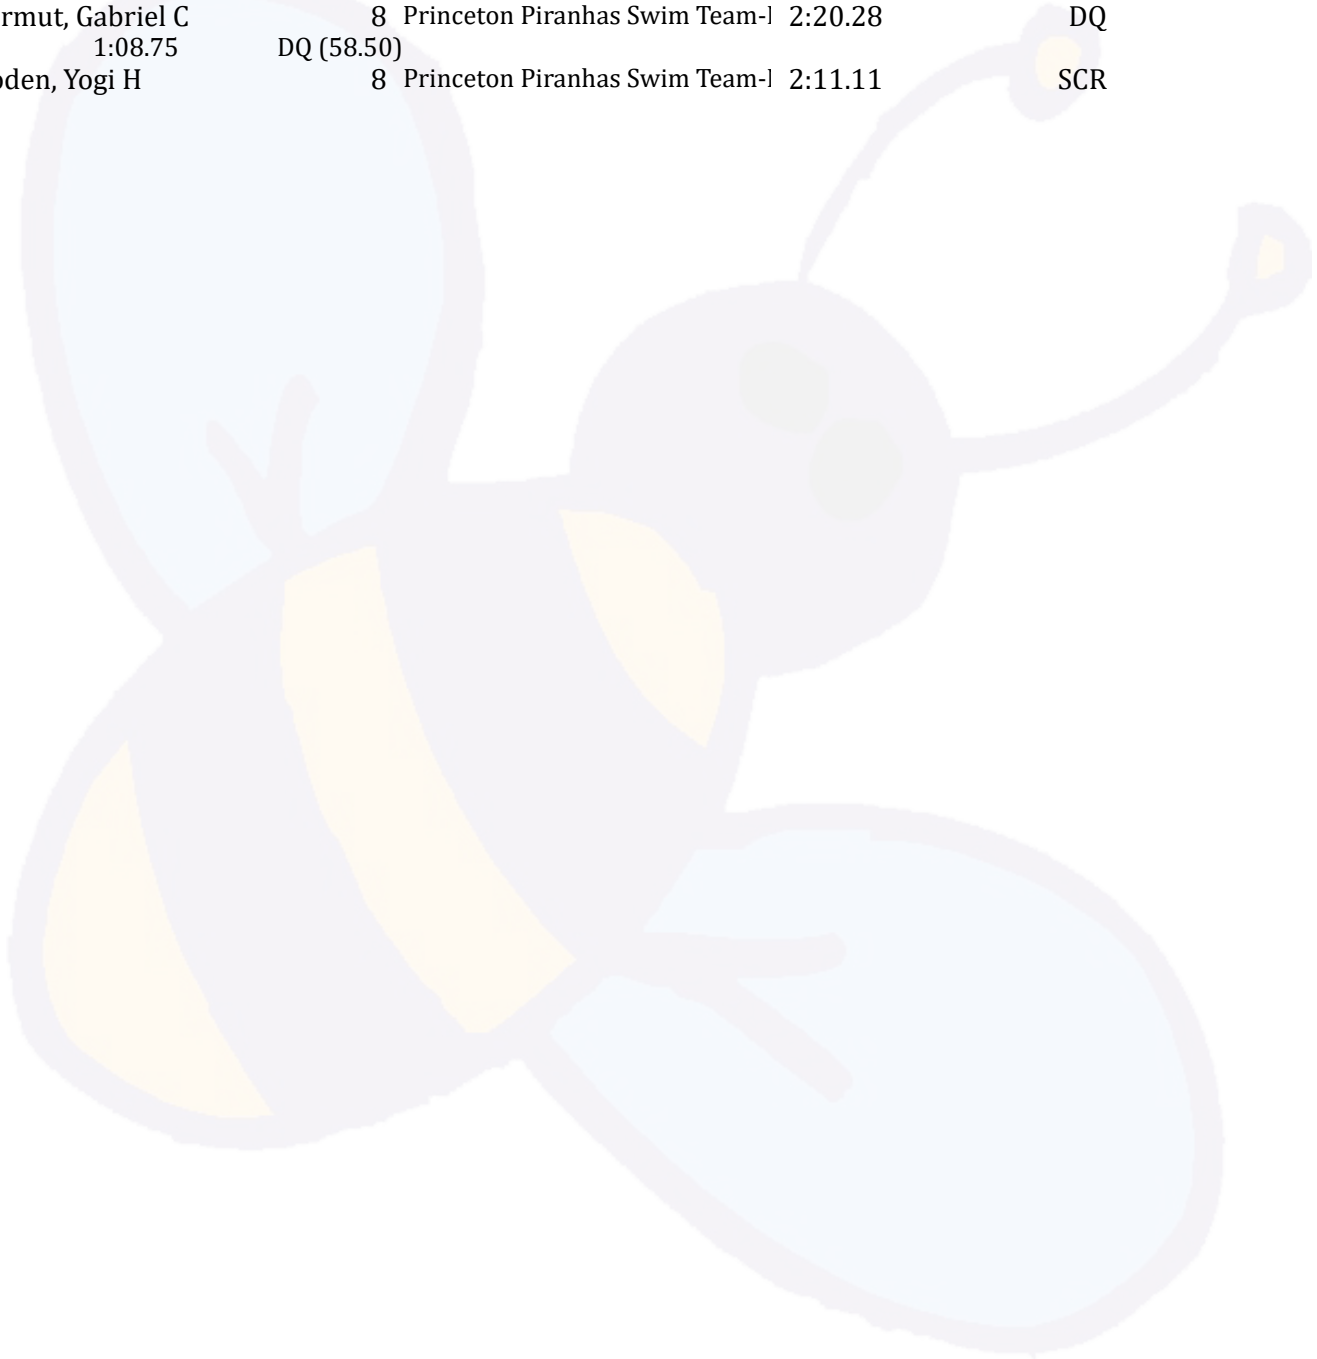 rmut, Gabriel C 8 Princeton Piranhas Swim Team- 2:20.28 DQ
1:08.75 DQ (58.50)
den, Yogi H 8 Princeton Piranhas Swim Team- 2:11.11 SCR